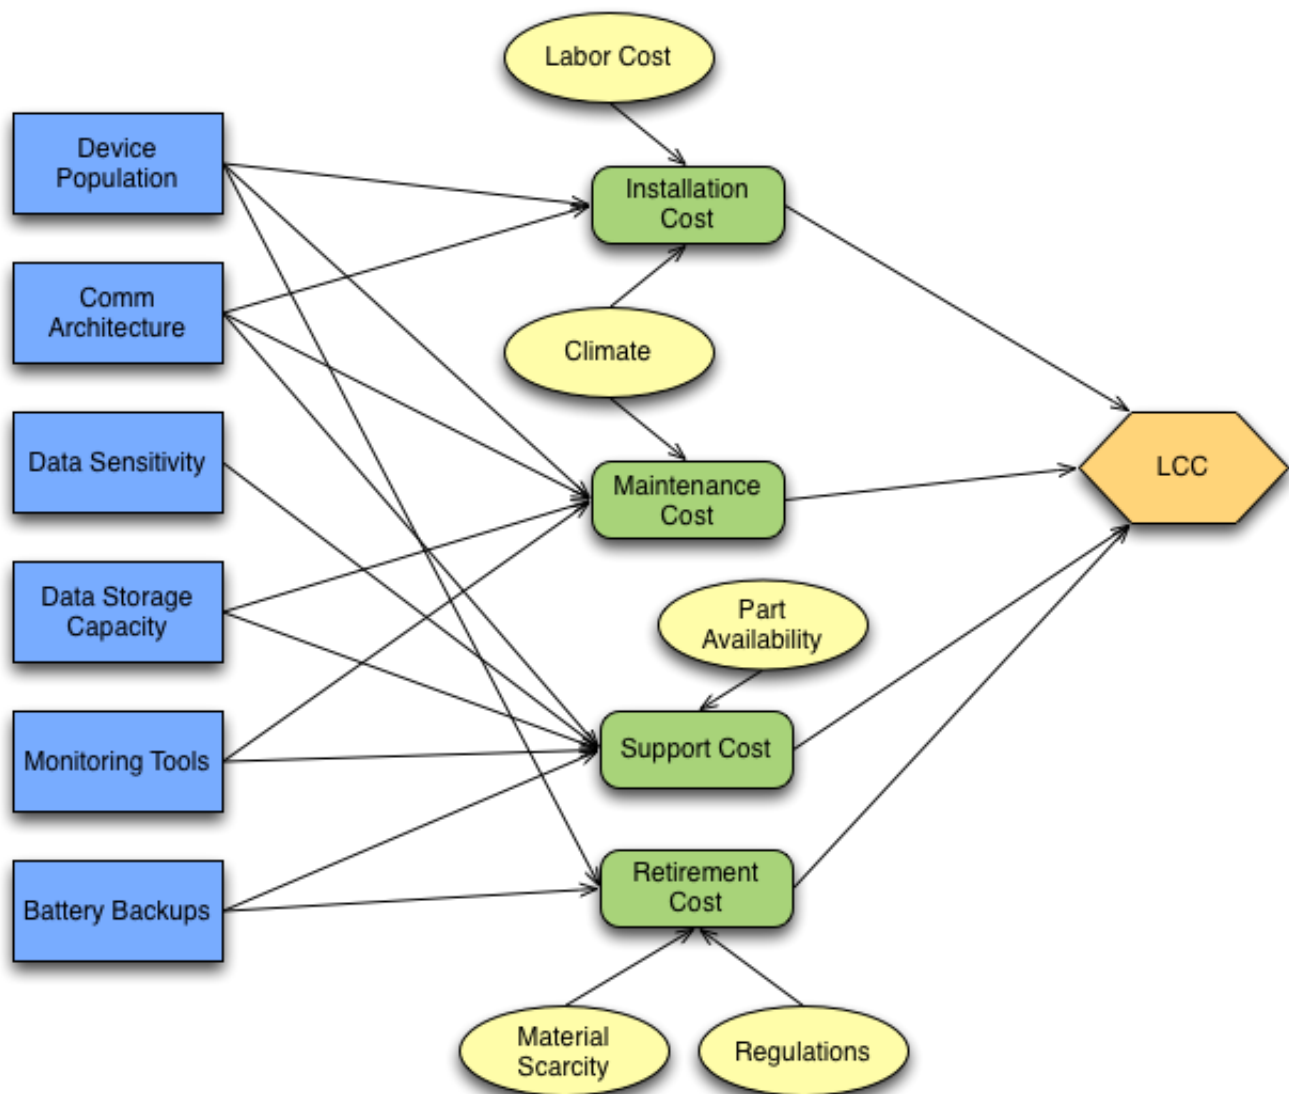 Labor Cost
Device
Population
Installation
Cost
Comm
Architecture
Climate
Data Sensitivity
Maintenance
Cost
LCC
Data Storage
Capacity
Part
Availability
Monitoring Tools
Support Cost
Battery Backups
Retirement
Cost
Material
Scarcity
Regulations